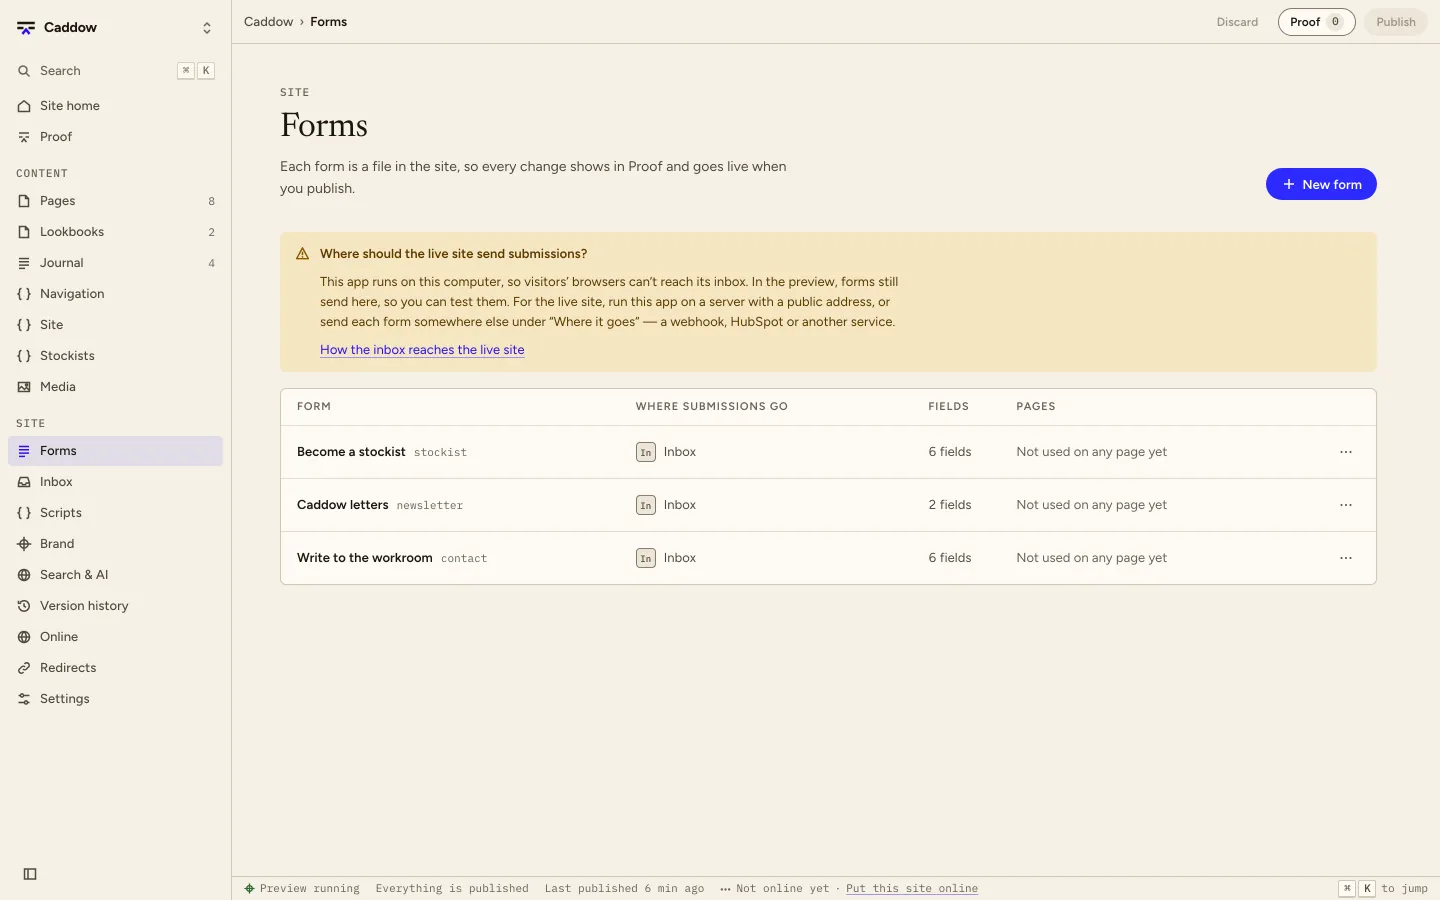 Caddow
Search ⌘ K
Site home
Proof
CONTENT
Pages 8
Lookbooks 2
Journal 4
Navigation
Site
Stockists
Media
SITE
Forms
Inbox
Scripts
Brand
Search & AI
Version history
Online
Redirects
Settings
Caddow › Forms
Discard
Proof 0
Publish
SITE
Forms
Each form is a file in the site, so every change shows in Proof and goes live when
you publish.
+ New form
Where should the live site send submissions?
This app runs on this computer, so visitors’ browsers can’t reach its inbox. In the preview, forms still
send here, so you can test them. For the live site, run this app on a server with a public address, or
send each form somewhere else under “Where it goes” — a webhook, HubSpot or another service.
How the inbox reaches the live site
FORM WHERE SUBMISSIONS GO FIELDS PAGES
Become a stockist stockist In Inbox 6 fields Not used on any page yet
Caddow letters newsletter In Inbox 2 fields Not used on any page yet
Write to the workroom contact In Inbox 6 fields Not used on any page yet
Preview running Everything is published Last published 6 min ago Not online yet · Put this site online ⌘ K to jump